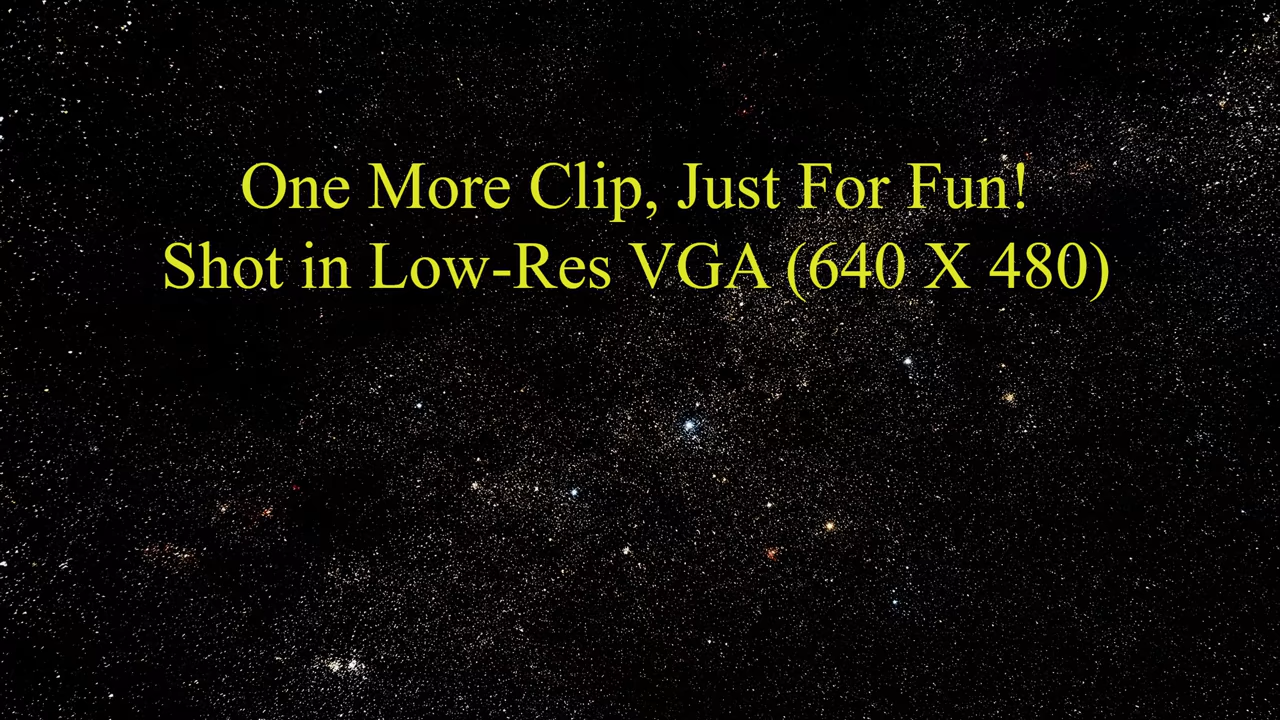 One More Clip, Just For Fun!
Shot in Low-Res VGA (640 X 480)